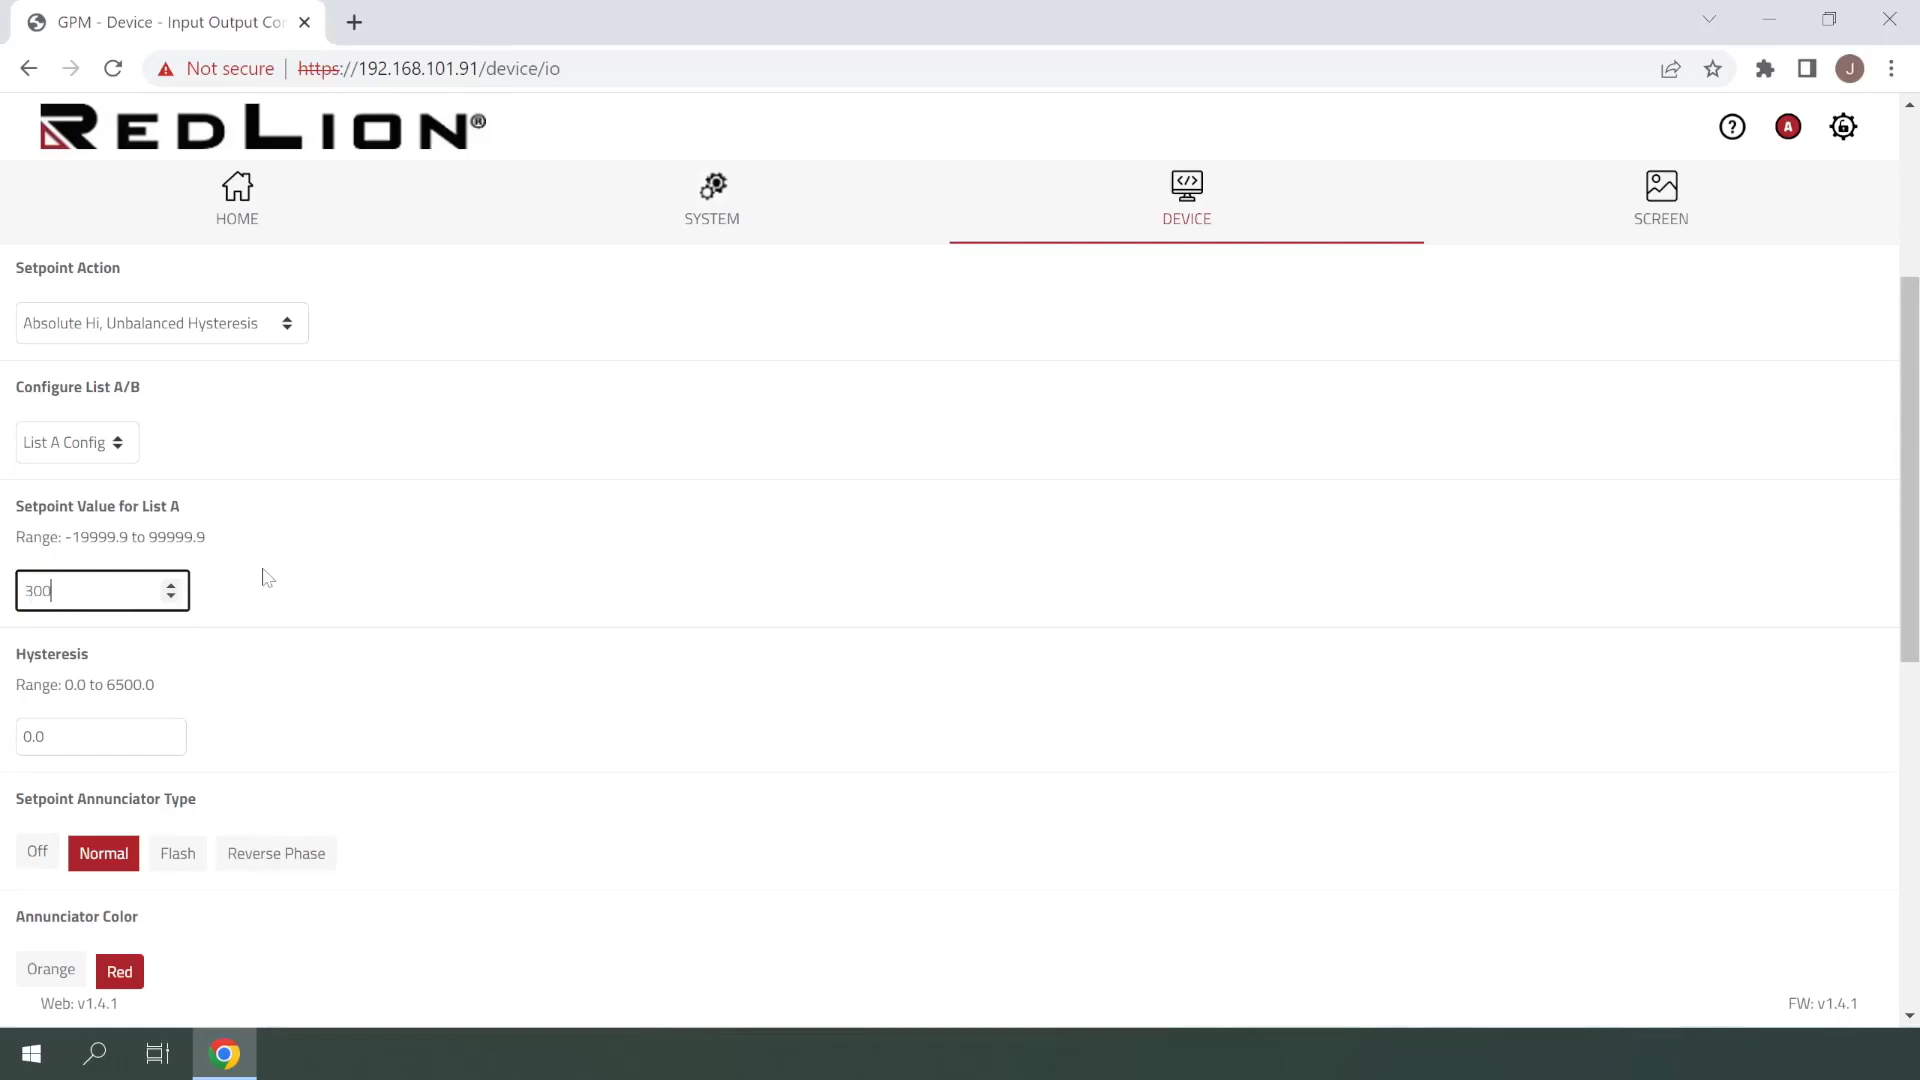 GPM - Device - Input Output Co
Not secure | https://192.168.101.91/device/io
J
REDLION®
A
HOME
SYSTEM
DEVICE
SCREEN
Setpoint Action
Absolute Hi, Unbalanced Hysteresis
Configure List A/B
List A Config
Setpoint Value for List A
Range: -19999.9 to 99999.9
300
Hysteresis
Range: 0.0 to 6500.0
0.0
Setpoint Annunciator Type
Off Normal Flash Reverse Phase
Annunciator Color
Orange Red
Web: v1.4.1
FW: v1.4.1